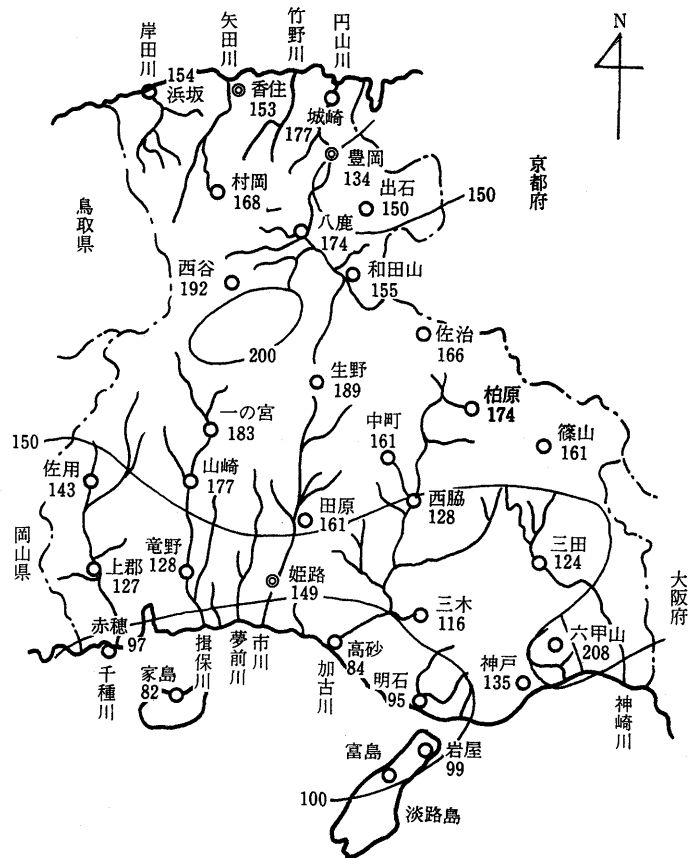 岸田川
矢田川
竹野川
円山川
N
154
浜坂
香住
153
城崎
177
豊岡
134
京都府
村岡
168
出石
150
150
鳥取県
八鹿
174
西谷
192
和田山
155
200
佐治
166
生野
189
柏原
174
一の宮
183
中町
161
篠山
161
150
佐用
143
山崎
177
田原
161
西脇
128
岡山県
上郡
127
竜野
128
姫路
149
三田
124
大阪府
赤穂
97
三木
116
六甲山
208
千種川
家島
82
揖保川
夢前川
市川
加古川
高砂
84
明石
95
神戸
135
神崎川
富島
岩屋
99
100
淡路島